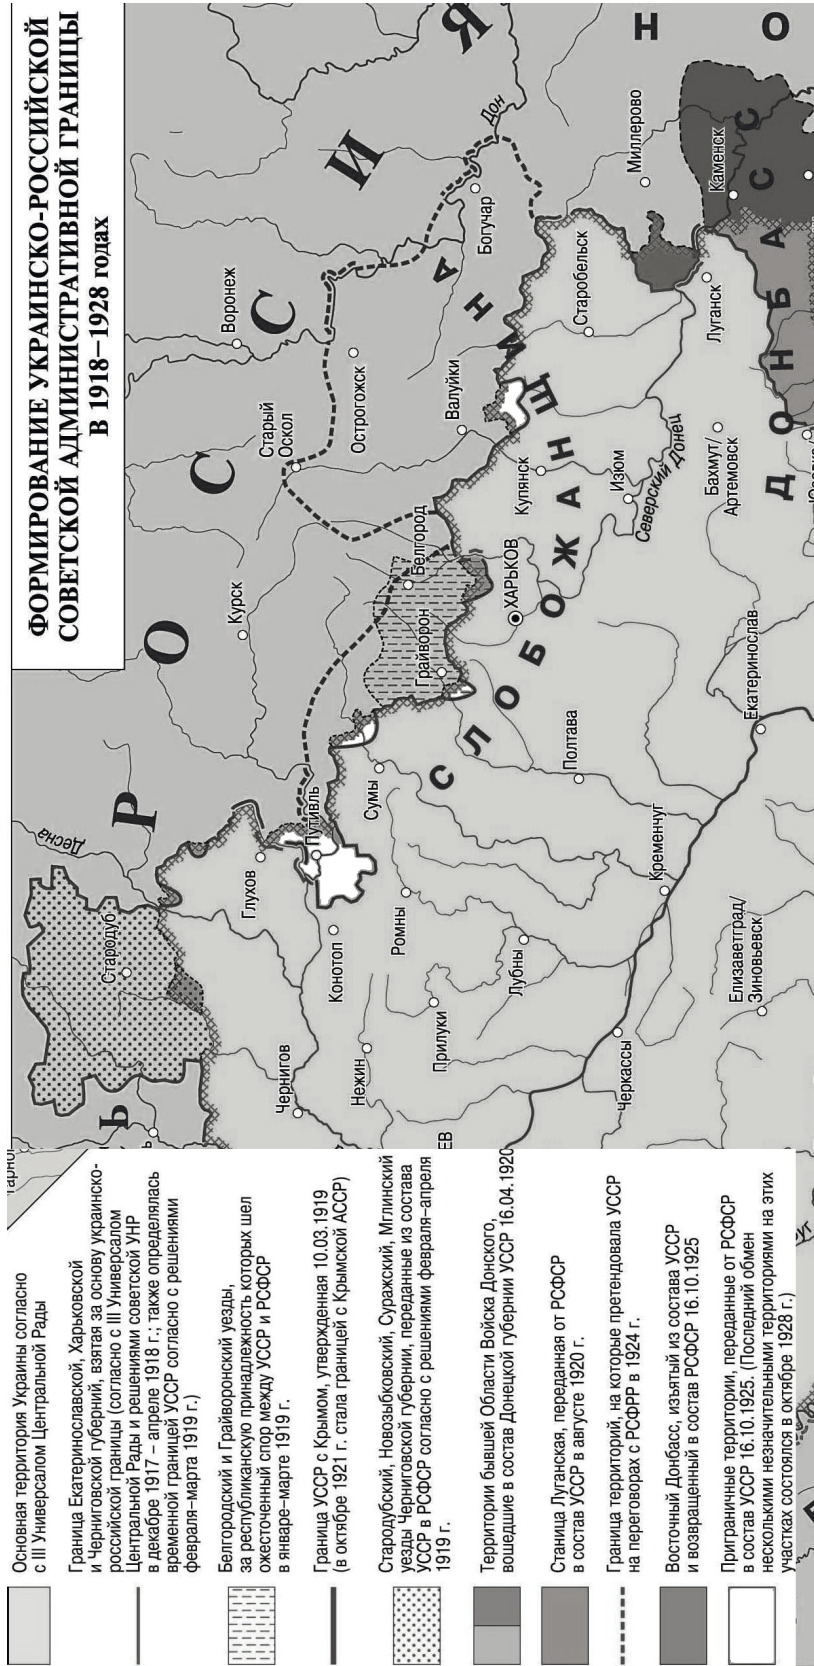 ФОРМИРОВАНИЕ УКРАИНСКО-РОССИЙСКОЙ
СОВЕТСКОЙ АДМИНИСТРАТИВНОЙ ГРАНИЦЫ
В 1918–1928 годах
Р О С С И Я
СЛОБОЖАНЩИНА
ДОНБАСС
Н О
Ь
Десна
Стародуб
Глухов
Путивль
Курск
Старый
Оскол
Воронеж
Острогожск
Дон
Богучар
Миллерово
Каменск
Белгород
Грайворон
Валуйки
Старобельск
Луганск
Купянск
Изюм
Северский Донец
Бахмут/
Артемовск
ХАРЬКОВ
Сумы
Полтава
Екатеринослав
Кременчуг
Ромны
Конотоп
Лубны
Прилуки
Нежин
Чернигов
Черкассы
Елизаветград/
Зиновьевск
ЕВ
Основная территория Украины согласно
с III Универсалом Центральной Рады
Граница Екатеринославской, Харьковской
и Черниговской губерний, взятая за основу украинско-
российской границы (согласно с III Универсалом
Центральной Рады и решениями советской УНР
в декабре 1917 – апреле 1918 г.; также определялась
временной границей УССР согласно с решениями
февраля–марта 1919 г.)
Белгородский и Грайворонский уезды,
за республиканскую принадлежность которых шел
ожесточенный спор между УССР и РСФСР
в январе–марте 1919 г.
Граница УССР с Крымом, утвержденная 10.03.1919
(в октябре 1921 г. стала границей с Крымской АССР)
Стародубский, Новозыбковский, Суражский, Мглинский
уезды Черниговской губернии, переданные из состава
УССР в РСФСР согласно с решениями февраля–апреля
1919 г.
Территории бывшей Области Войска Донского,
вошедшие в состав Донецкой губернии УССР 16.04.1920
Станица Луганская, переданная от РСФСР
в состав УССР в августе 1920 г.
Граница территорий, на которые претендовала УССР
на переговорах с РСФРР в 1924 г.
Восточный Донбасс, изъятый из состава УССР
и возвращенный в состав РСФСР 16.10.1925
Приграничные территории, переданные от РСФСР
в состав УССР 16.10.1925. (Последний обмен
несколькими незначительными территориями на этих
участках состоялся в октябре 1928 г.)